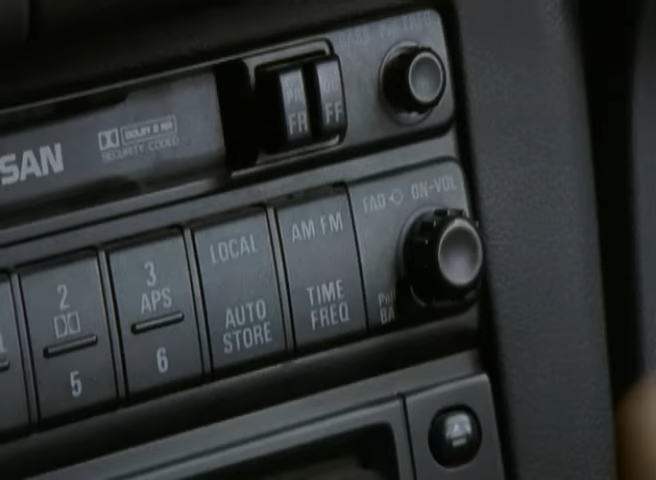 SSAN
DOLBY B NR
SECURITY CODED
FR
FF
FAD ON-VOL
AM FM
LOCAL
3
APS
2
TIME
FREQ
AUTO
STORE
6
5